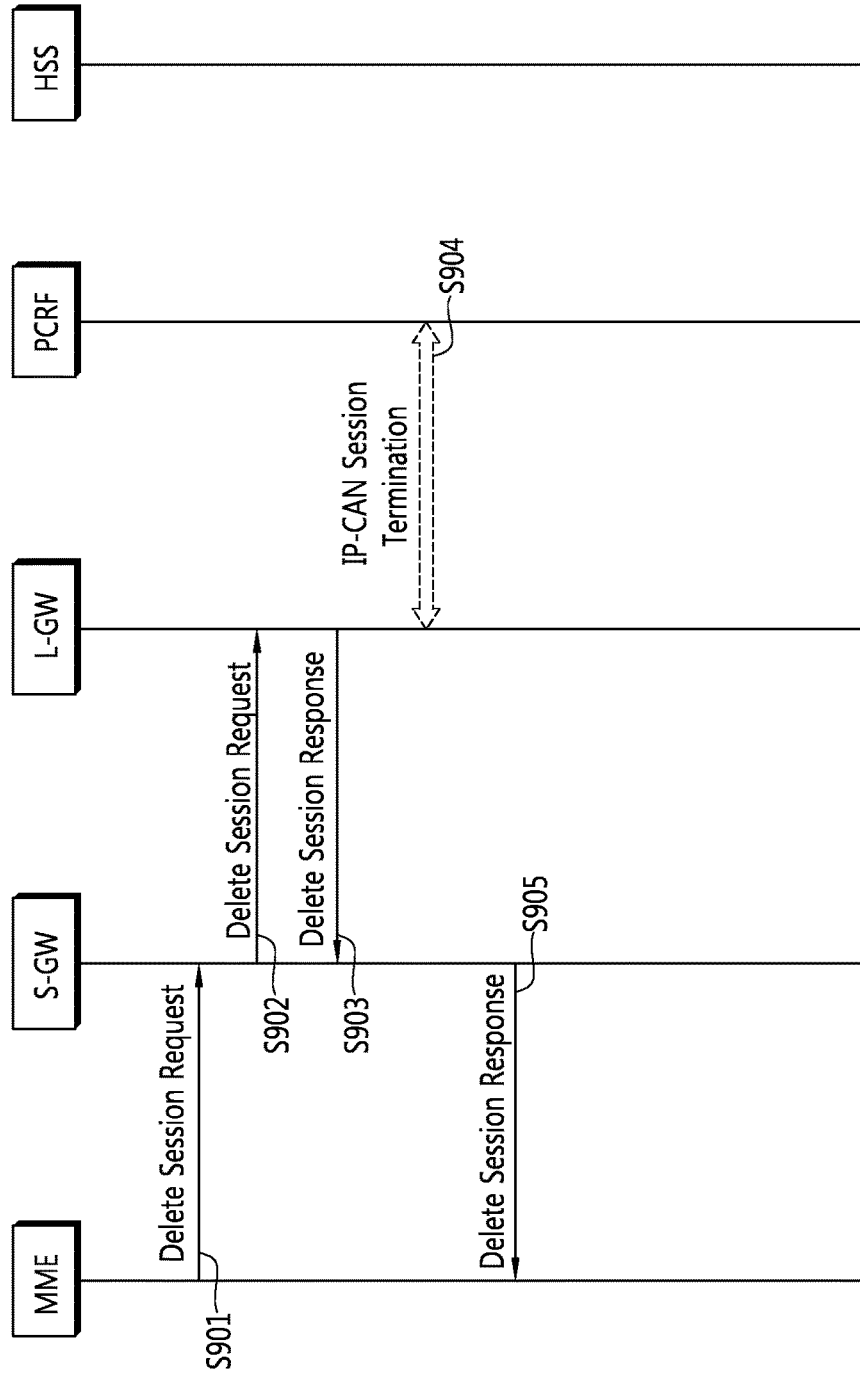 MME
S-GW
L-GW
PCRF
HSS
Delete Session Request
S901
Delete Session Request
S902
Delete Session Response
S903
IP-CAN Session
Termination
S904
Delete Session Response
S905